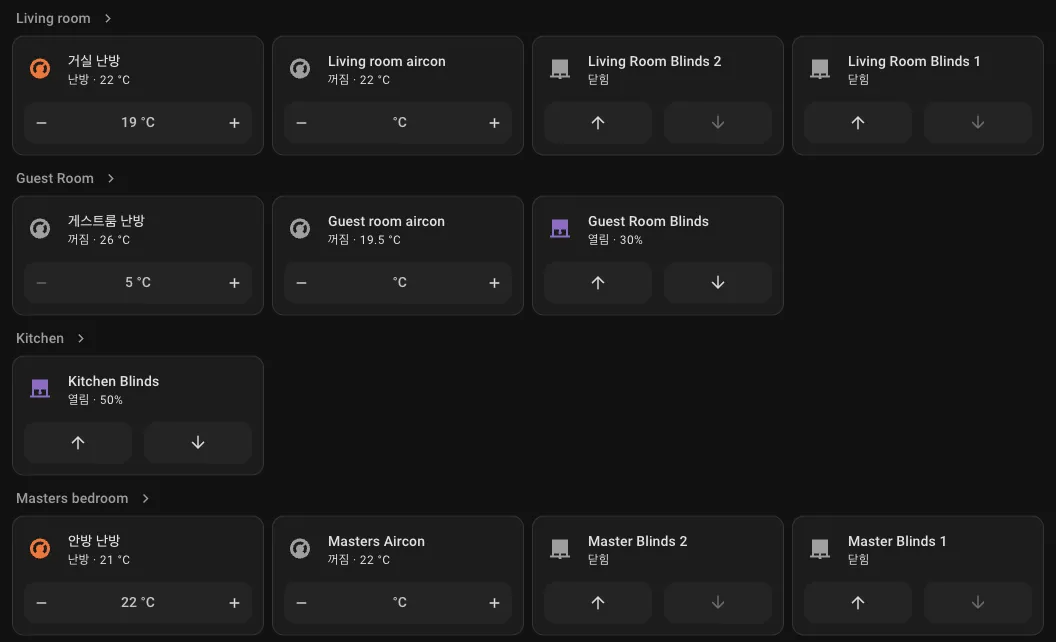 Living room
거실 난방
난방 · 22 °C
− 19 °C +
Living room aircon
꺼짐 · 22 °C
− °C +
Living Room Blinds 2
닫힘
Living Room Blinds 1
닫힘
Guest Room
게스트룸 난방
꺼짐 · 26 °C
− 5 °C +
Guest room aircon
꺼짐 · 19.5 °C
− °C +
Guest Room Blinds
열림 · 30%
Kitchen
Kitchen Blinds
열림 · 50%
Masters bedroom
안방 난방
난방 · 21 °C
− 22 °C +
Masters Aircon
꺼짐 · 22 °C
− °C +
Master Blinds 2
닫힘
Master Blinds 1
닫힘